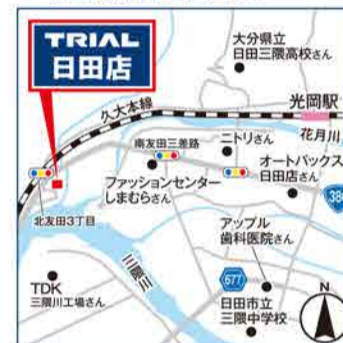 TRIAL
日田店
大分県立
日田三隈高校さん
光岡駅
久大本線
花月川
南友田三差路
ニトリさん
オートバックス
日田店さん
ファッションセンター
しまむらさん
386
北友田3丁目
アップル
歯科医院さん
三隈川
TDK
三隈川工場さん
677
日田市立
三隈中学校
N